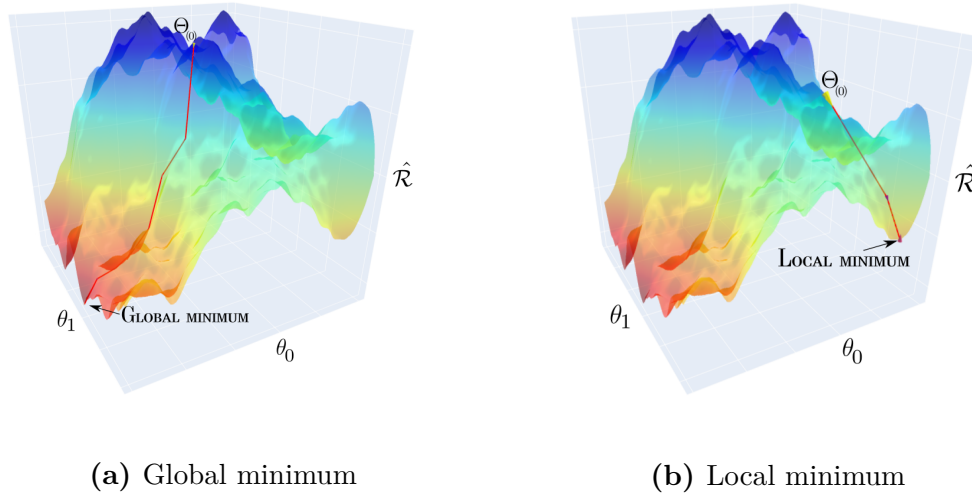 Θ(0)
R̂
Global minimum
θ1
θ0
(a) Global minimum
Θ(0)
R̂
Local minimum
θ1
θ0
(b) Local minimum